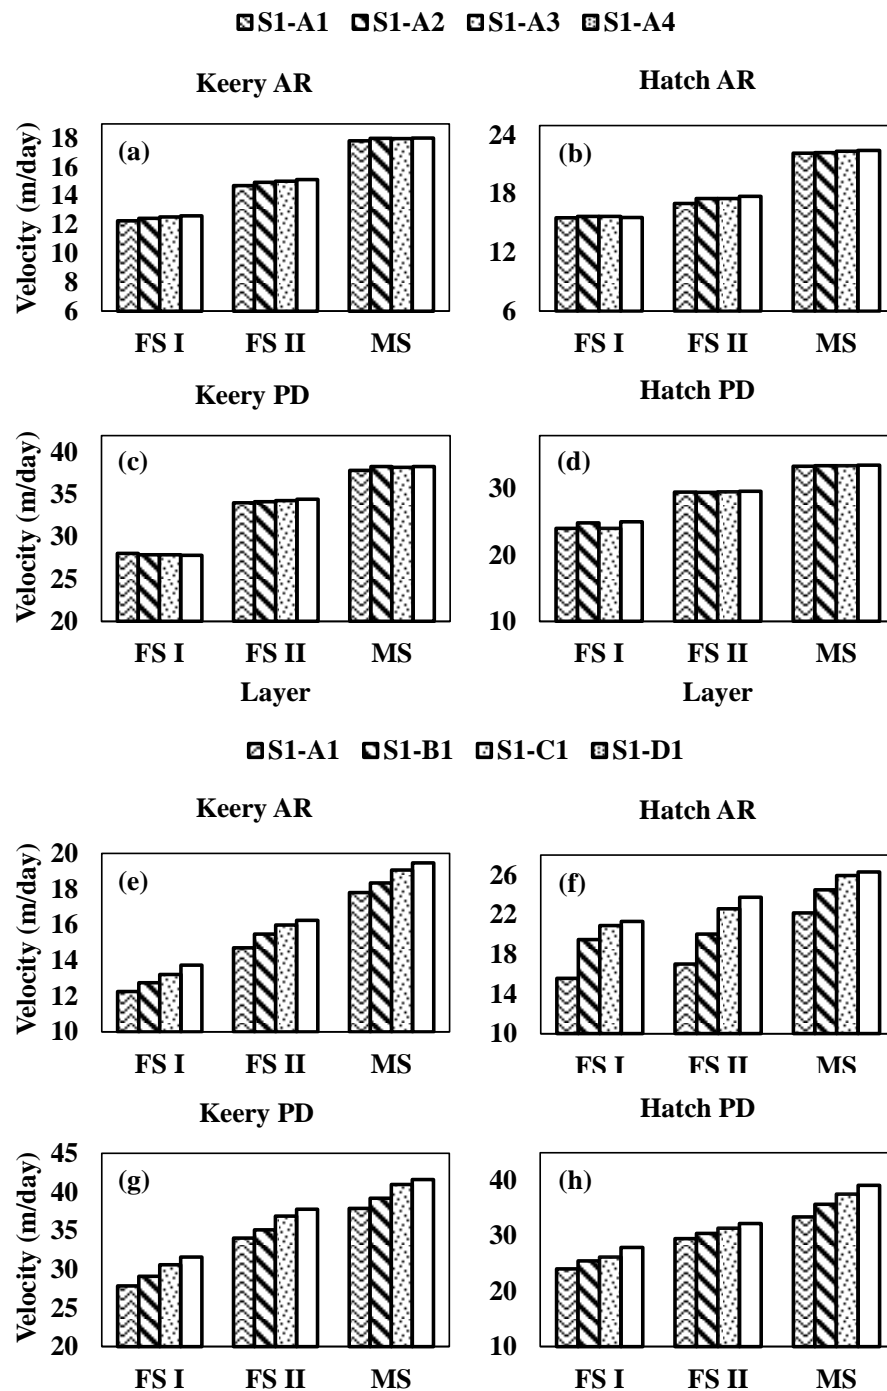 S1-A1 S1-A2 S1-A3 S1-A4
Keery AR
Velocity (m/day)
18
16
14
12
10
8
6
(a)
FS I FS II MS
Hatch AR
24
18
12
6
(b)
FS I FS II MS
Keery PD
Velocity (m/day)
40
35
30
25
20
(c)
FS I FS II MS
Layer
Hatch PD
30
20
10
(d)
FS I FS II MS
Layer
S1-A1 S1-B1 S1-C1 S1-D1
Keery AR
Velocity (m/day)
20
18
16
14
12
10
(e)
FS I FS II MS
Hatch AR
26
22
18
14
10
(f)
FS I FS II MS
Keery PD
Velocity (m/day)
45
40
35
30
25
20
(g)
FS I FS II MS
Hatch PD
40
30
20
10
(h)
FS I FS II MS